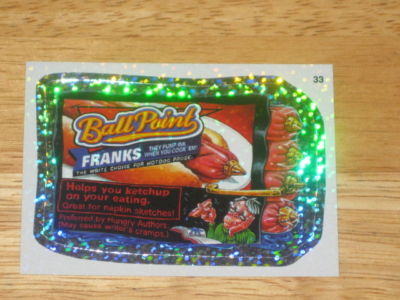 33
Ball Point
FRANKS
THEY PUMP INK
WHEN YOU COOK 'EM!
THE WRITE CHOICE FOR HOTDOG PROSE.
Helps you ketchup
on your eating.
Great for napkin sketches!
Preferred by Hungry Authors
(May cause writer's cramps.)